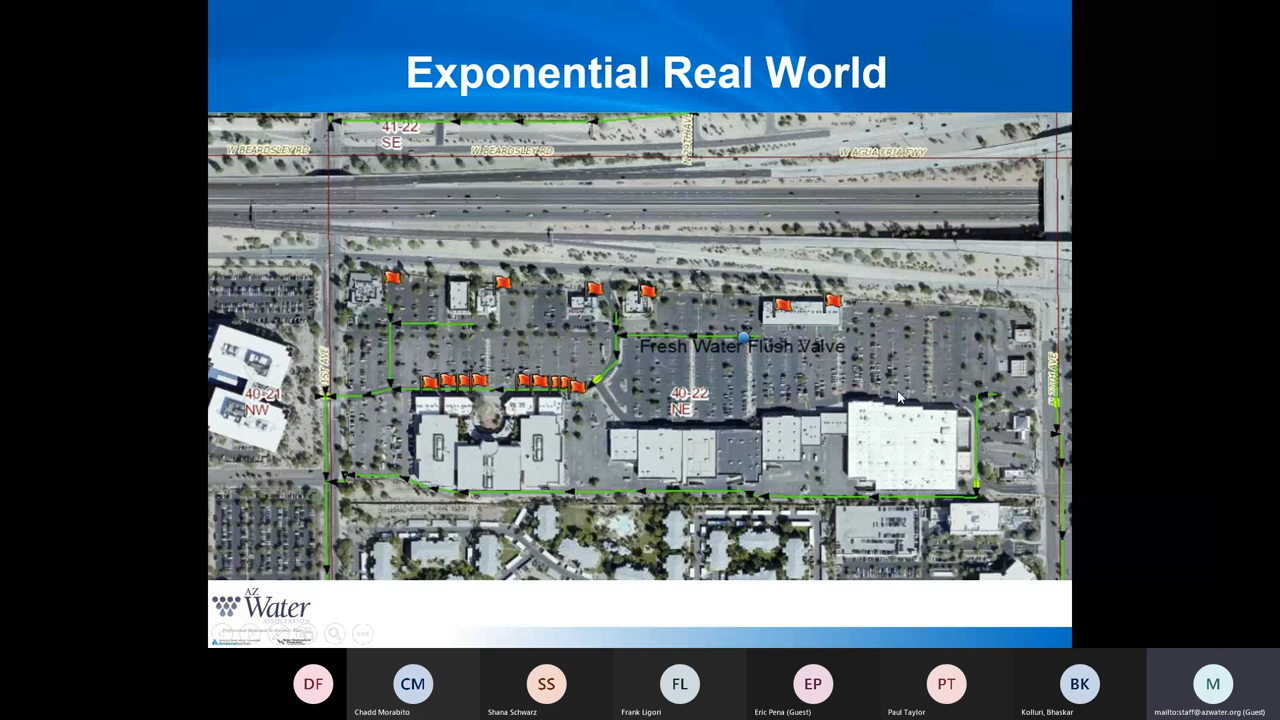 Exponential Real World
41-22
SE
W BEARDSLEY RD
W BEARDSLEY RD
W AGUA FRIA FWY
Fresh Water Flush Valve
40-21
NW
40-22
NE
AZ
Water
ASSOCIATION
DF
CM
SS
FL
EP
PT
BK
M
Chadd Morabito
Shana Schwarz
Frank Ligori
Eric Pena (Guest)
Paul Taylor
Kolluri, Bhaskar
mailto:staff@azwater.org (Guest)